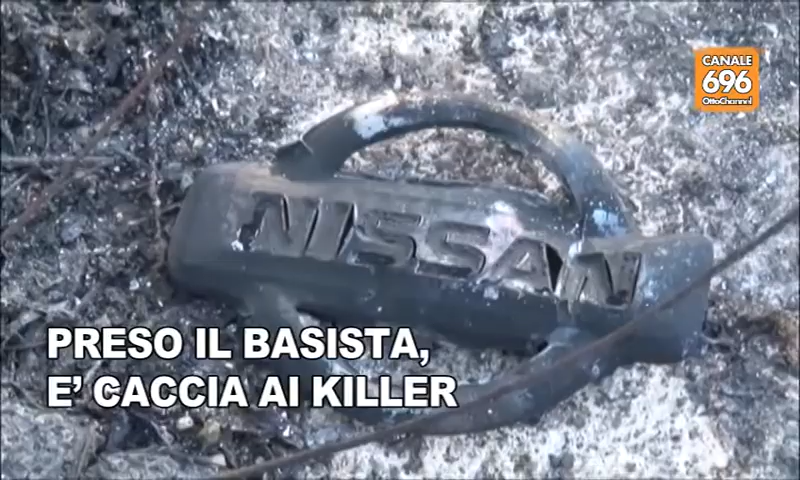 CANALE
696
OttoChannel
NISSAN
PRESO IL BASISTA,
E’ CACCIA AI KILLER